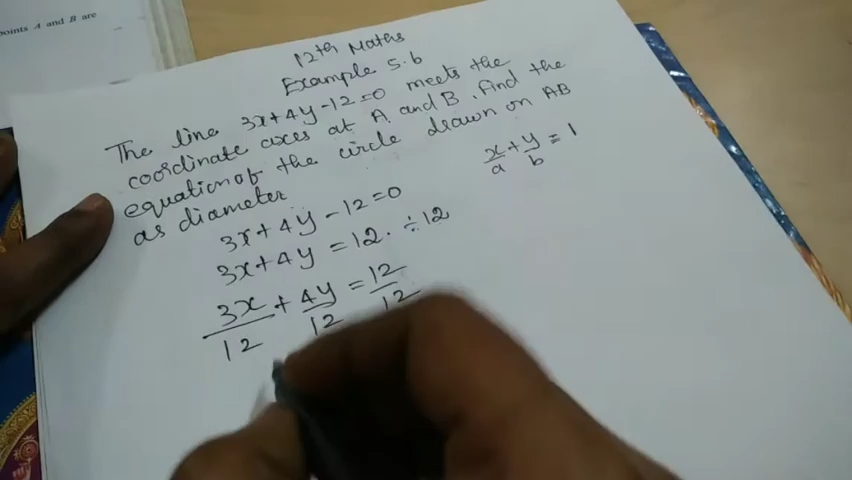 points A and B are
12th Maths
Example 5.6
The line 3x+4y-12=0 meets the
coordinate axes at A and B. Find the
equation of the circle drawn on AB
as diameter
x/a + y/b = 1
3x+4y-12=0
3x+4y=12. ÷12
3x/12 + 4y/12 = 12/12